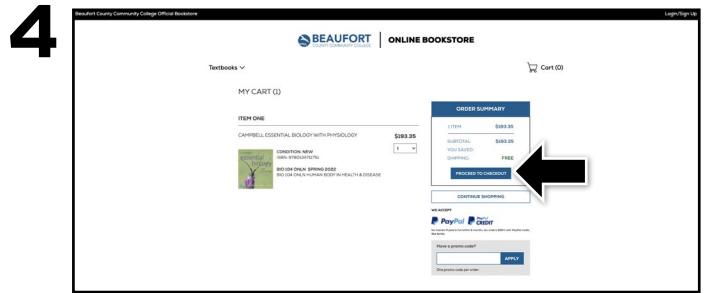 4
Beaufort County Community College Official Bookstore
Login/Sign Up
BEAUFORT
COUNTY COMMUNITY COLLEGE
ONLINE BOOKSTORE
Textbooks
Cart (0)
MY CART (1)
ITEM ONE
CAMPBELL ESSENTIAL BIOLOGY WITH PHYSIOLOGY
$193.35
1
essential
biology
CONDITION: NEW
BIO 104 ONLN SPRING 2022
BIO 104 ONLN HUMAN BODY IN HEALTH & DISEASE
ORDER SUMMARY
1 ITEM
$193.35
SUBTOTAL
$193.35
YOU SAVED
SHIPPING
FREE
PROCEED TO CHECKOUT
CONTINUE SHOPPING
WE ACCEPT
PayPal
PayPal
CREDIT
Have a promo code?
APPLY
One promo code per order